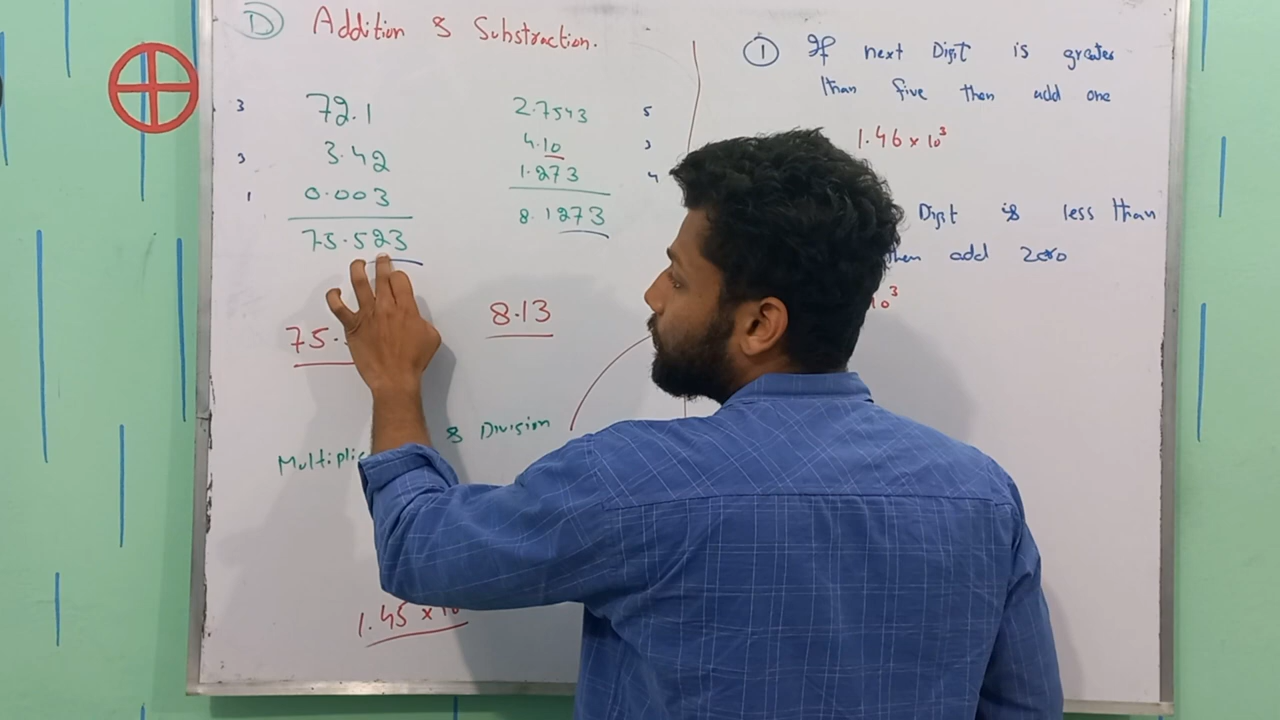 D Addition & Substraction.
3 72.1
3 3.42
1 0.003
75.523
75.
2.7543 5
4.10 3
1.273 4
8.1273
8.13
& Division
1.45 x 10
1 If next Digit is greater
than five then add one
1.46 x 10³
Digit is less than
then add zero
10³